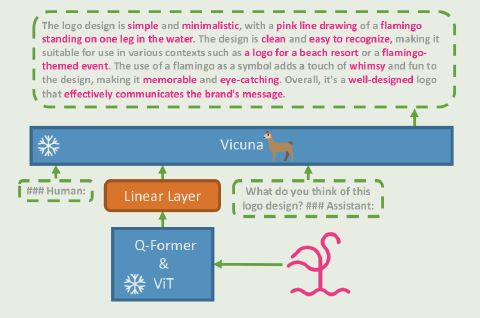 The logo design is simple and minimalistic, with a pink line drawing of a flamingo
standing on one leg in the water. The design is clean and easy to recognize, making it
suitable for use in various contexts such as a logo for a beach resort or a flamingo-
themed event. The use of a flamingo as a symbol adds a touch of whimsy and fun to
the design, making it memorable and eye-catching. Overall, it's a well-designed logo
that effectively communicates the brand's message.
Vicuna
### Human:
Linear Layer
What do you think of this
logo design? ### Assistant:
Q-Former
&
ViT